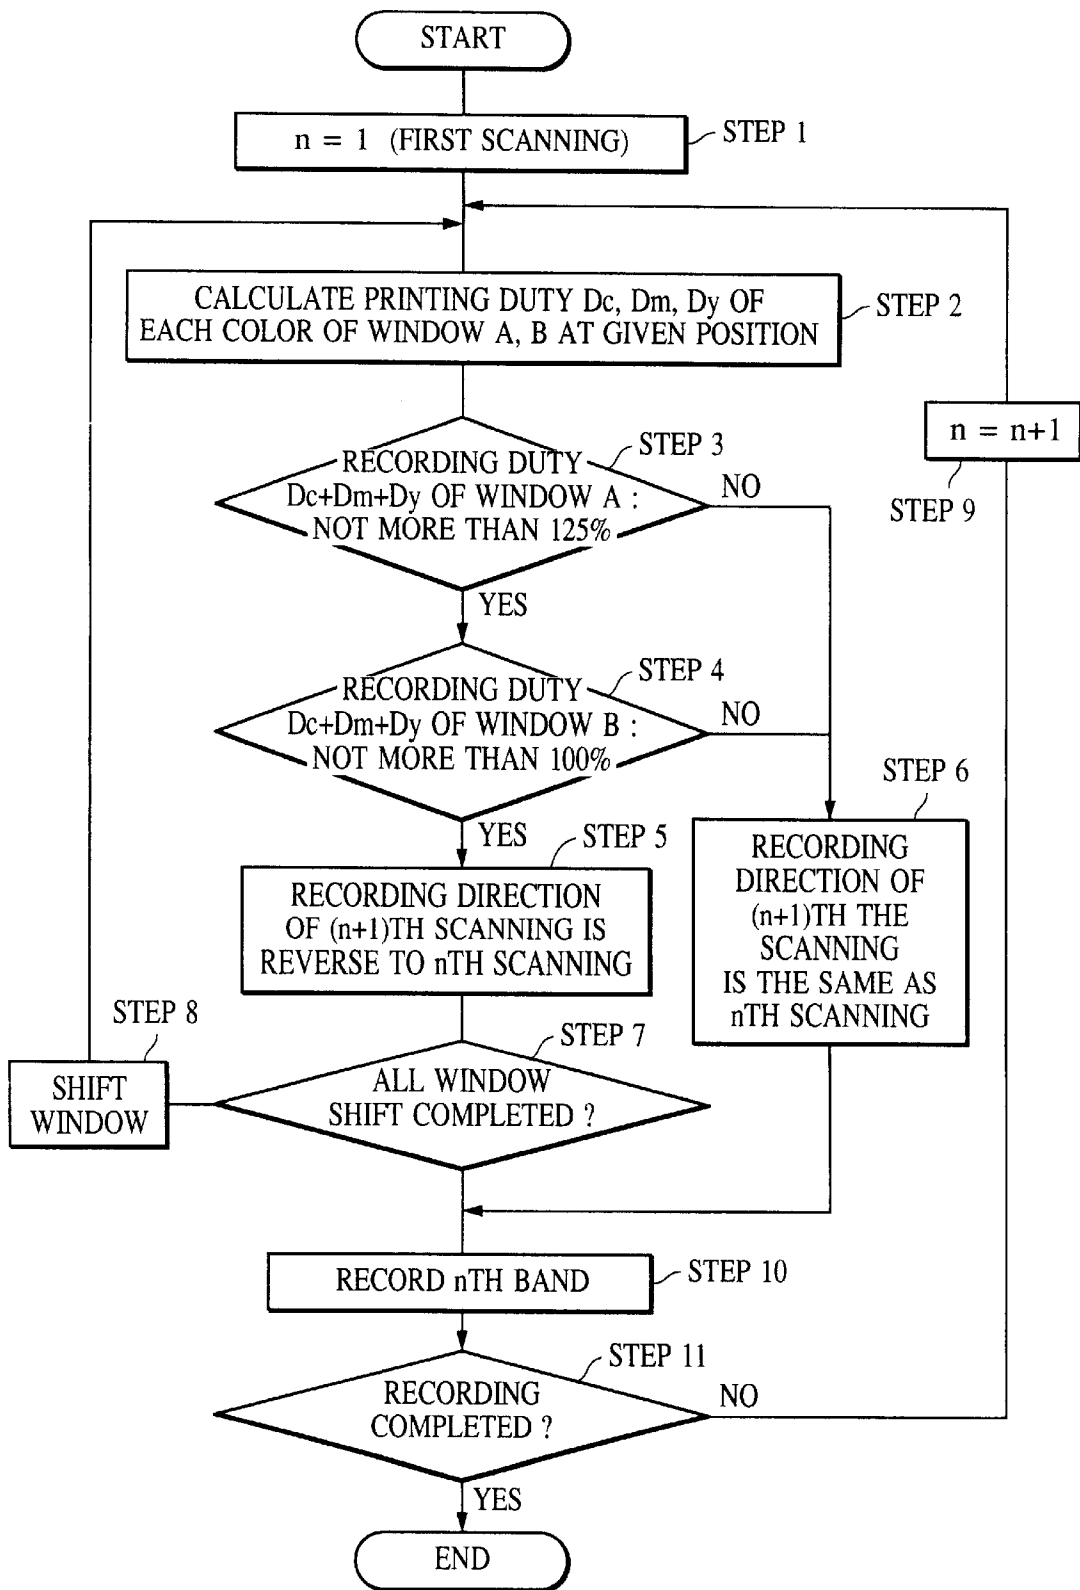 START
n = 1 (FIRST SCANNING)
STEP 1
CALCULATE PRINTING DUTY Dc, Dm, Dy OF
EACH COLOR OF WINDOW A, B AT GIVEN POSITION
STEP 2
n = n+1
STEP 9
RECORDING DUTY
Dc+Dm+Dy OF WINDOW A :
NOT MORE THAN 125%
STEP 3
NO
YES
RECORDING DUTY
Dc+Dm+Dy OF WINDOW B :
NOT MORE THAN 100%
STEP 4
NO
YES
RECORDING DIRECTION
OF (n+1)TH SCANNING IS
REVERSE TO nTH SCANNING
STEP 5
STEP 6
RECORDING
DIRECTION OF
(n+1)TH THE
SCANNING
IS THE SAME AS
nTH SCANNING
STEP 8
SHIFT
WINDOW
ALL WINDOW
SHIFT COMPLETED ?
STEP 7
RECORD nTH BAND
STEP 10
RECORDING
COMPLETED ?
STEP 11
NO
YES
END